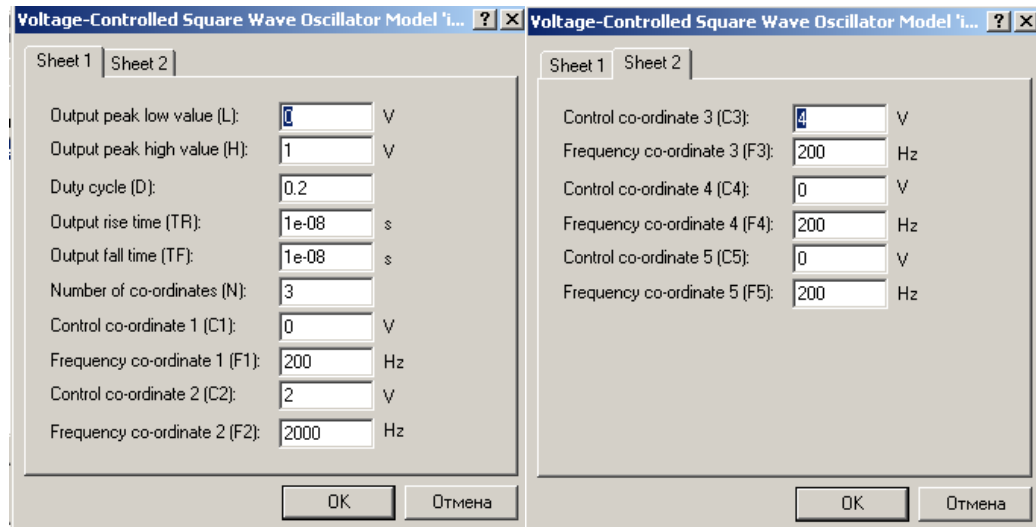 Voltage-Controlled Square Wave Oscillator Model 'i...
Sheet 1 Sheet 2
Output peak low value (L): 0 V
Output peak high value (H): 1 V
Duty cycle (D): 0.2
Output rise time (TR): 1e-08 s
Output fall time (TF): 1e-08 s
Number of co-ordinates (N): 3
Control co-ordinate 1 (C1): 0 V
Frequency co-ordinate 1 (F1): 200 Hz
Control co-ordinate 2 (C2): 2 V
Frequency co-ordinate 2 (F2): 2000 Hz
OK Отмена
Voltage-Controlled Square Wave Oscillator Model 'i...
Sheet 1 Sheet 2
Control co-ordinate 3 (C3): 4 V
Frequency co-ordinate 3 (F3): 200 Hz
Control co-ordinate 4 (C4): 0 V
Frequency co-ordinate 4 (F4): 200 Hz
Control co-ordinate 5 (C5): 0 V
Frequency co-ordinate 5 (F5): 200 Hz
OK Отмена